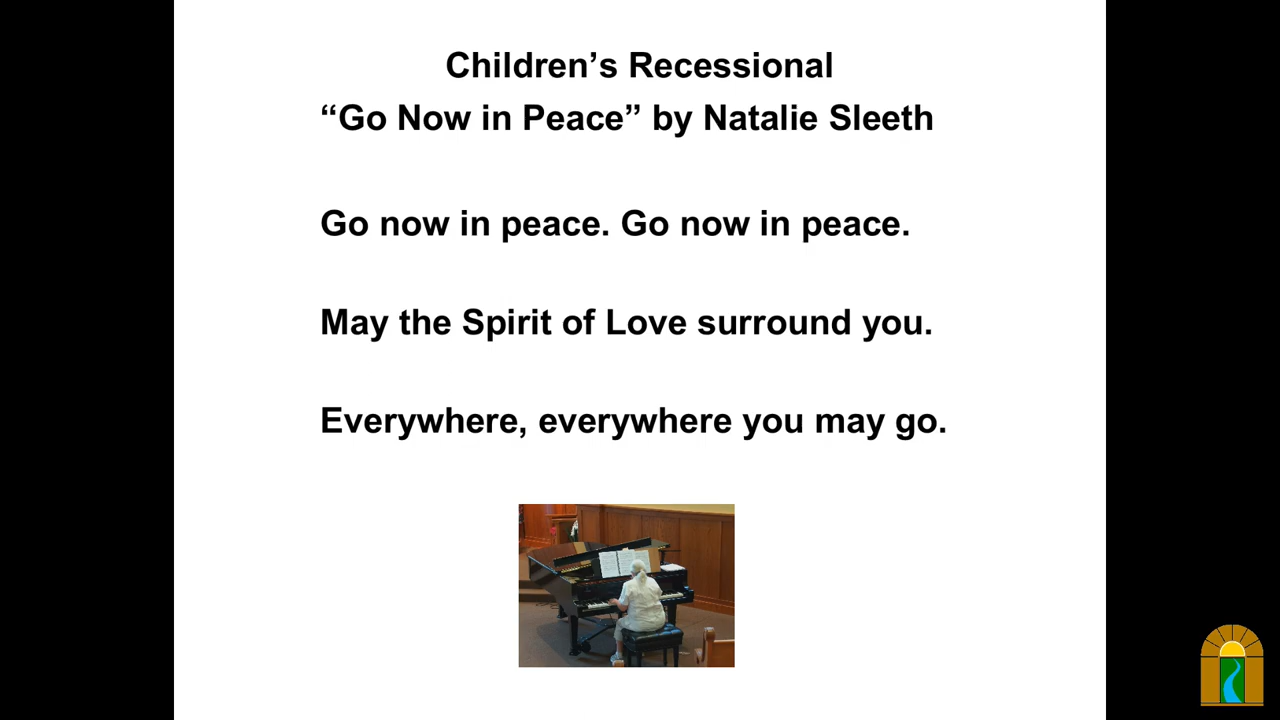 Children’s Recessional
“Go Now in Peace” by Natalie Sleeth
Go now in peace. Go now in peace.
May the Spirit of Love surround you.
Everywhere, everywhere you may go.